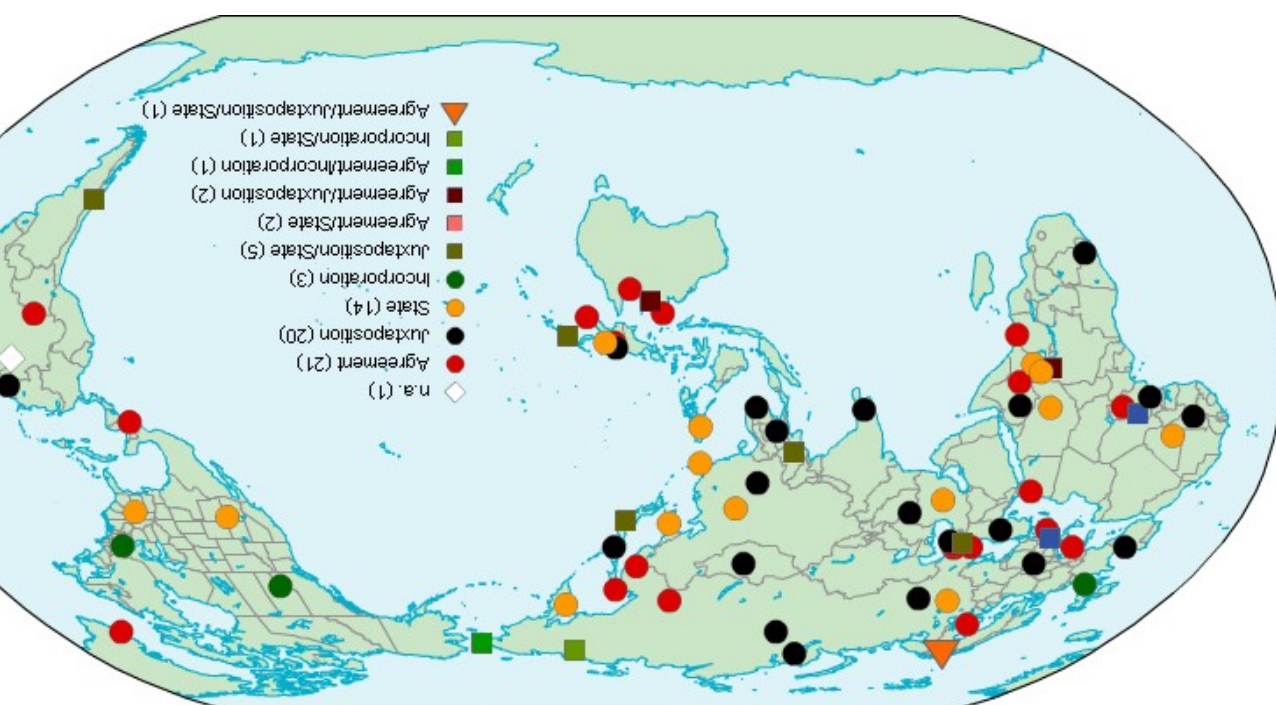 n.a. (1)
Agreement (21)
Juxtaposition (20)
State (14)
Incorporation (3)
Juxtaposition/State (5)
Agreement/State (2)
Agreement/Juxtaposition (2)
Agreement/Incorporation (1)
Incorporation/State (1)
Agreement/Juxtaposition/State (1)